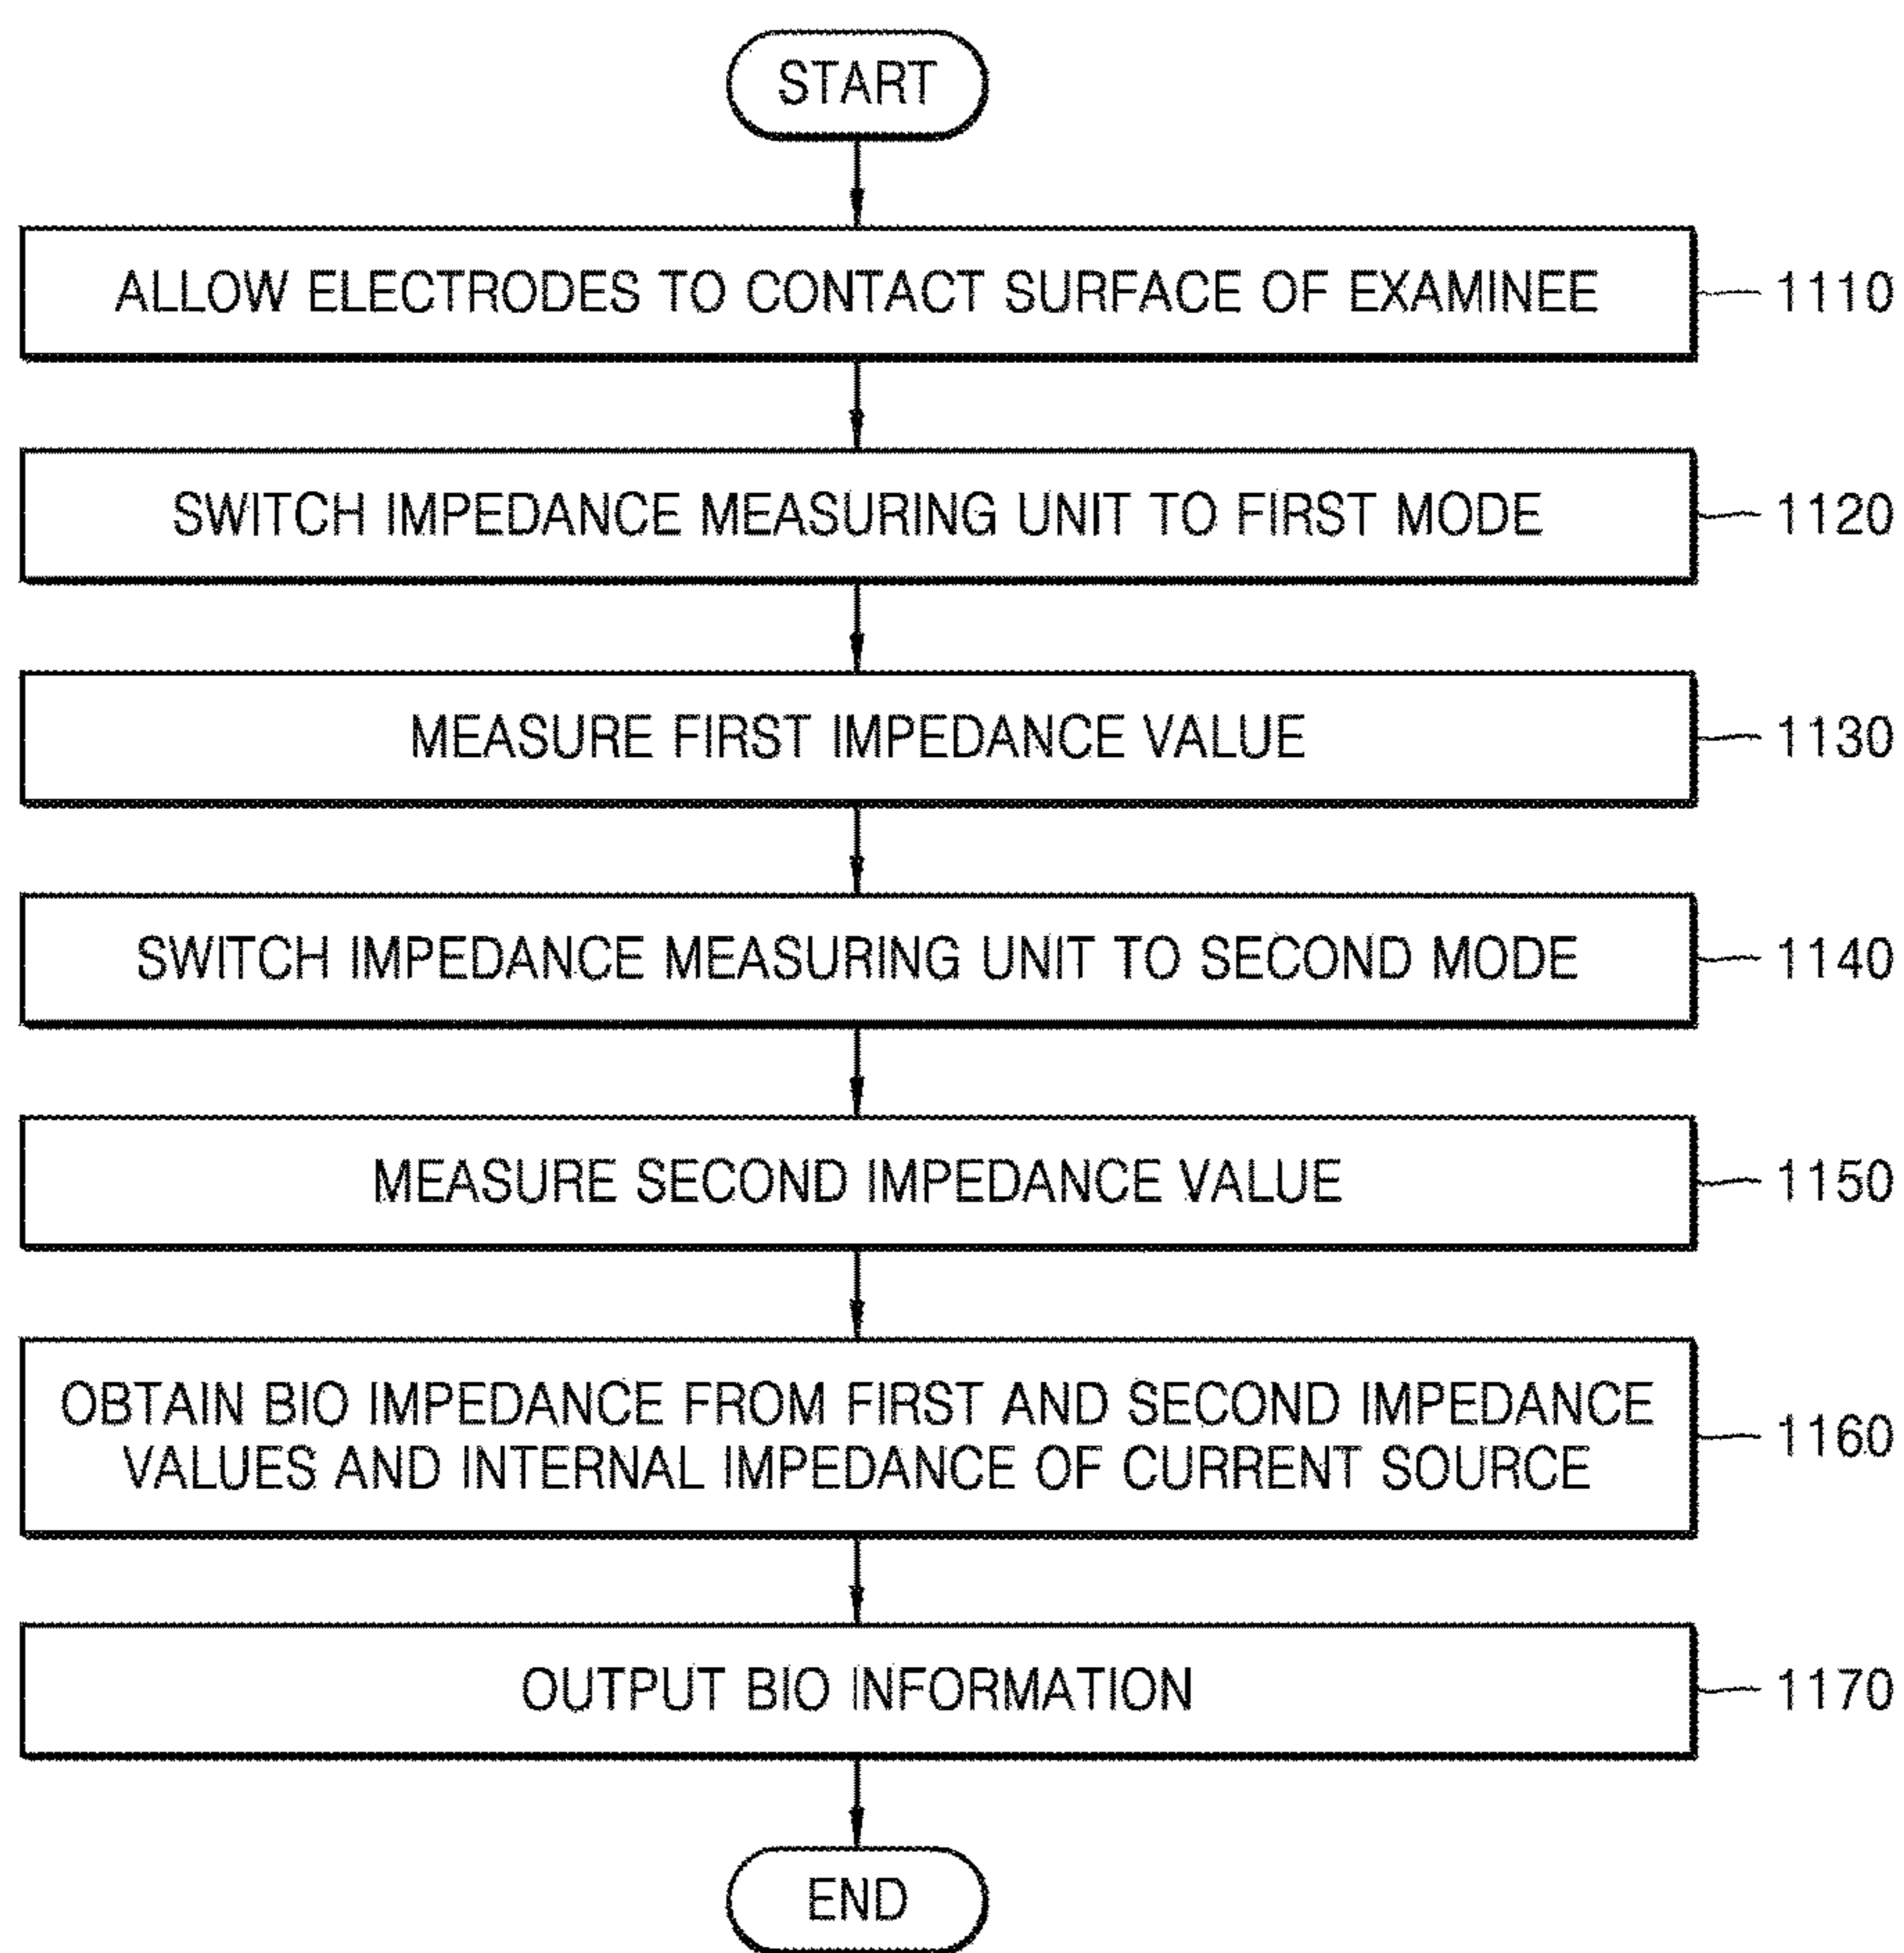 START
ALLOW ELECTRODES TO CONTACT SURFACE OF EXAMINEE
1110
SWITCH IMPEDANCE MEASURING UNIT TO FIRST MODE
1120
MEASURE FIRST IMPEDANCE VALUE
1130
SWITCH IMPEDANCE MEASURING UNIT TO SECOND MODE
1140
MEASURE SECOND IMPEDANCE VALUE
1150
OBTAIN BIO IMPEDANCE FROM FIRST AND SECOND IMPEDANCE
VALUES AND INTERNAL IMPEDANCE OF CURRENT SOURCE
1160
OUTPUT BIO INFORMATION
1170
END